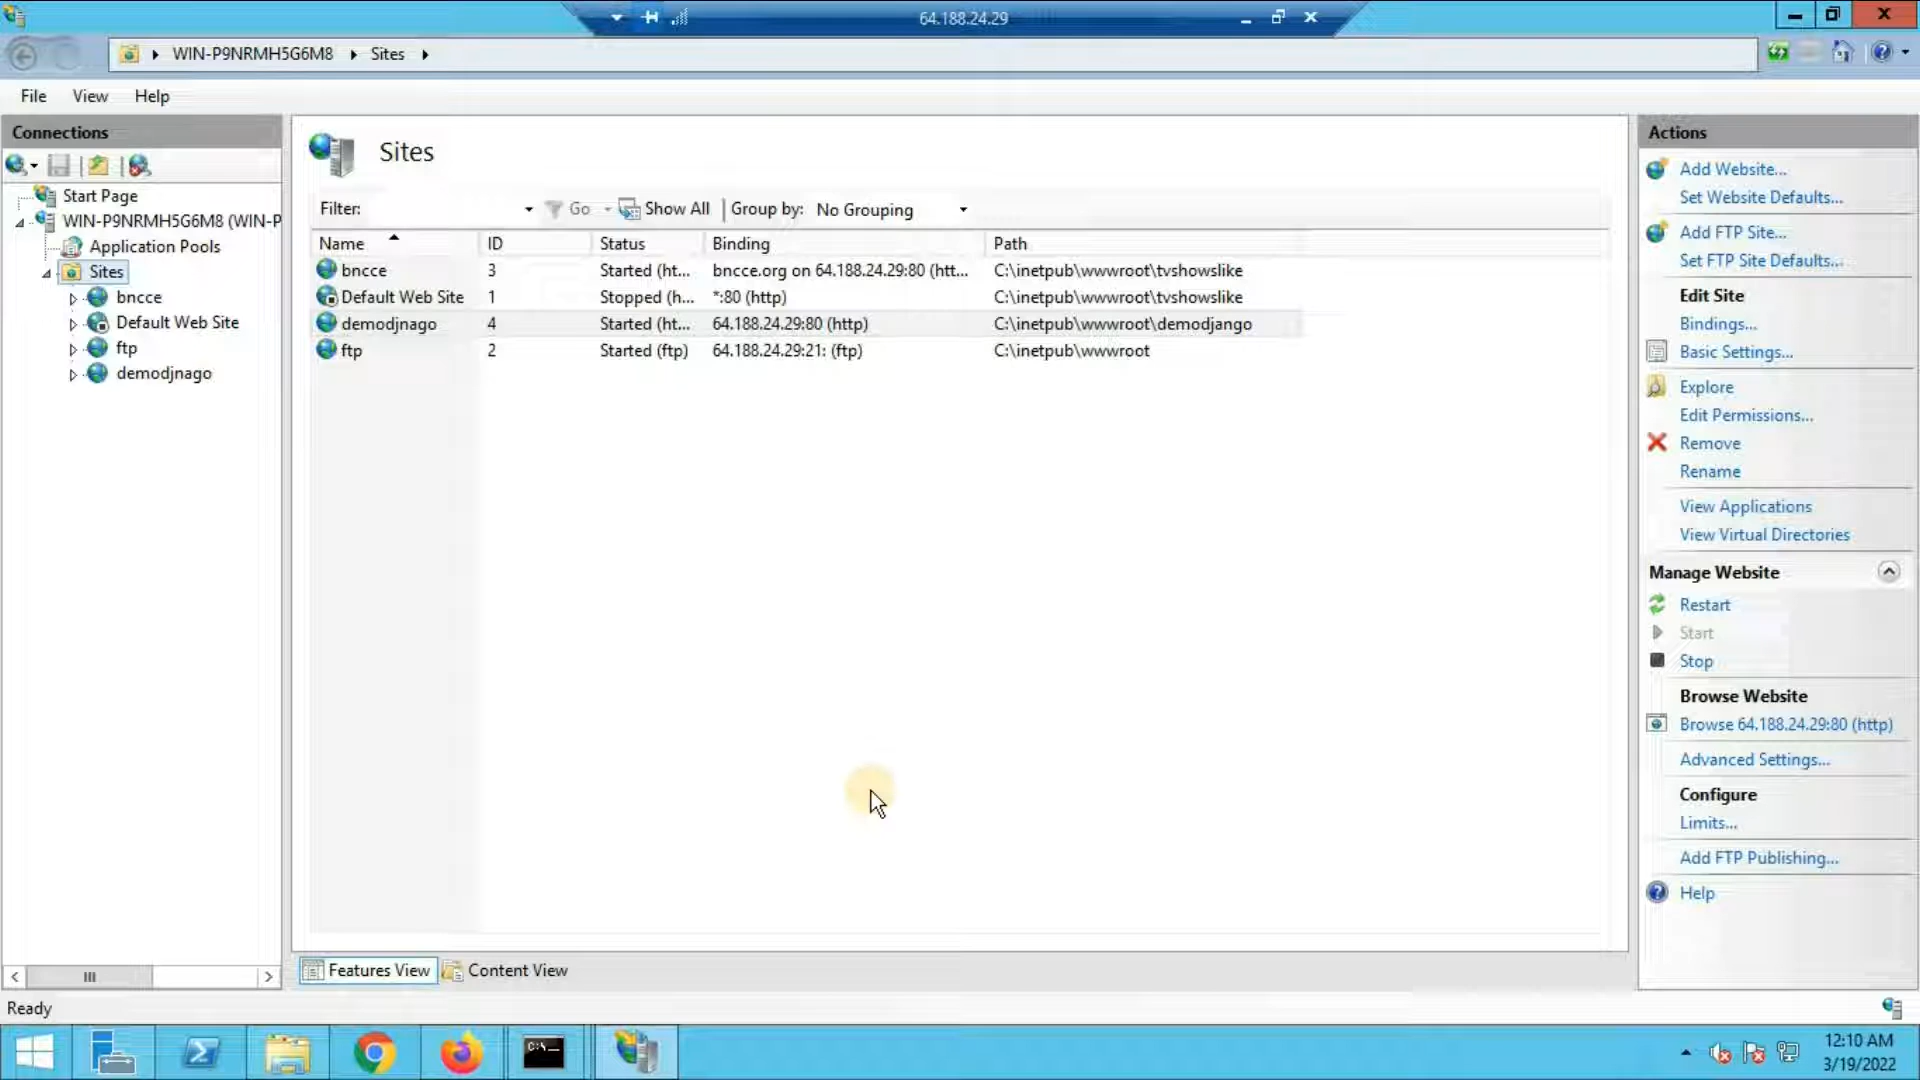 64.188.24.29
WIN-P9NRMH5G6M8 Sites
File View Help
Connections
Start Page
WIN-P9NRMH5G6M8 (WIN-P
Application Pools
Sites
bncce
Default Web Site
ftp
demodjnago
Sites
Filter: Go Show All Group by: No Grouping
Name ID Status Binding Path
bncce 3 Started (ht... bncce.org on 64.188.24.29:80 (htt... C:\inetpub\wwwroot\tvshowslike
Default Web Site 1 Stopped (h... *:80 (http) C:\inetpub\wwwroot\tvshowslike
demodjnago 4 Started (ht... 64.188.24.29:80 (http) C:\inetpub\wwwroot\demodjango
ftp 2 Started (ftp) 64.188.24.29:21: (ftp) C:\inetpub\wwwroot
Features View Content View
Actions
Add Website...
Set Website Defaults...
Add FTP Site...
Set FTP Site Defaults...
Edit Site
Bindings...
Basic Settings...
Explore
Edit Permissions...
Remove
Rename
View Applications
View Virtual Directories
Manage Website
Restart
Start
Stop
Browse Website
Browse 64.188.24.29:80 (http)
Advanced Settings...
Configure
Limits...
Add FTP Publishing...
Help
Ready
C:\
12:10 AM
3/19/2022